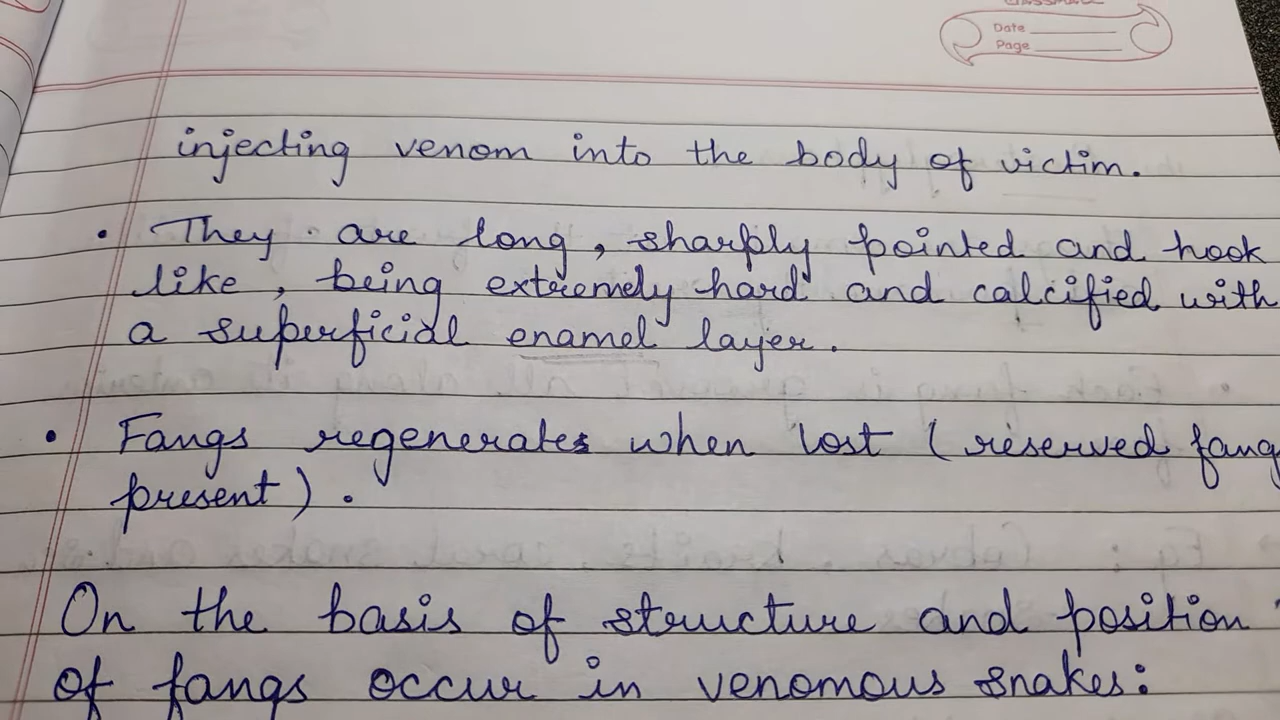 Date
Page
injecting venom into the body of victim.
• They are long, sharply pointed and hook
like, being extremely hard and calcified with
a superficial enamel layer.
• Fangs regenerates when lost (reserved fang
present).
On the basis of structure and position
of fangs occur in venomous snakes: